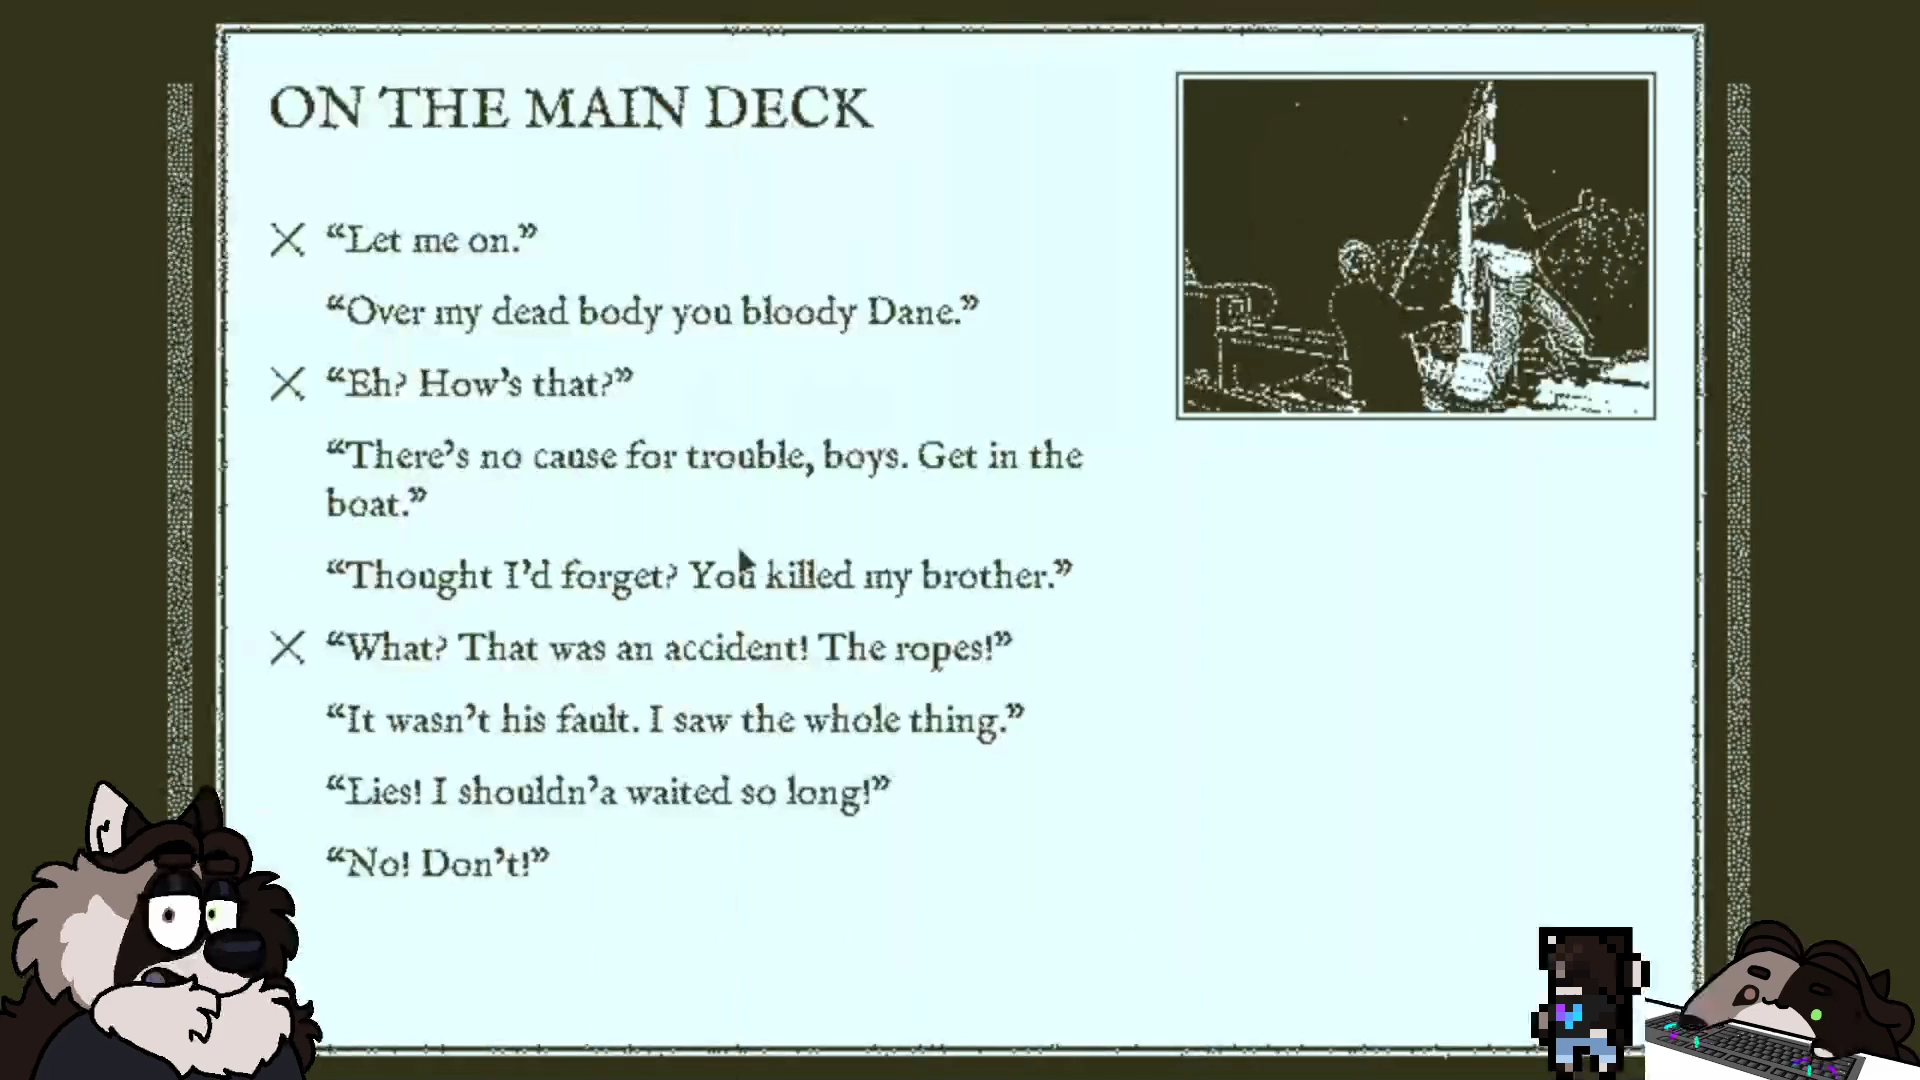 ON THE MAIN DECK
“Let me on.”
“Over my dead body you bloody Dane.”
“Eh? How’s that?”
“There’s no cause for trouble, boys. Get in the
boat.”
“Thought I’d forget? You killed my brother.”
“What? That was an accident! The ropes!”
“It wasn’t his fault. I saw the whole thing.”
“Lies! I shouldn’a waited so long!”
“No! Don’t!”